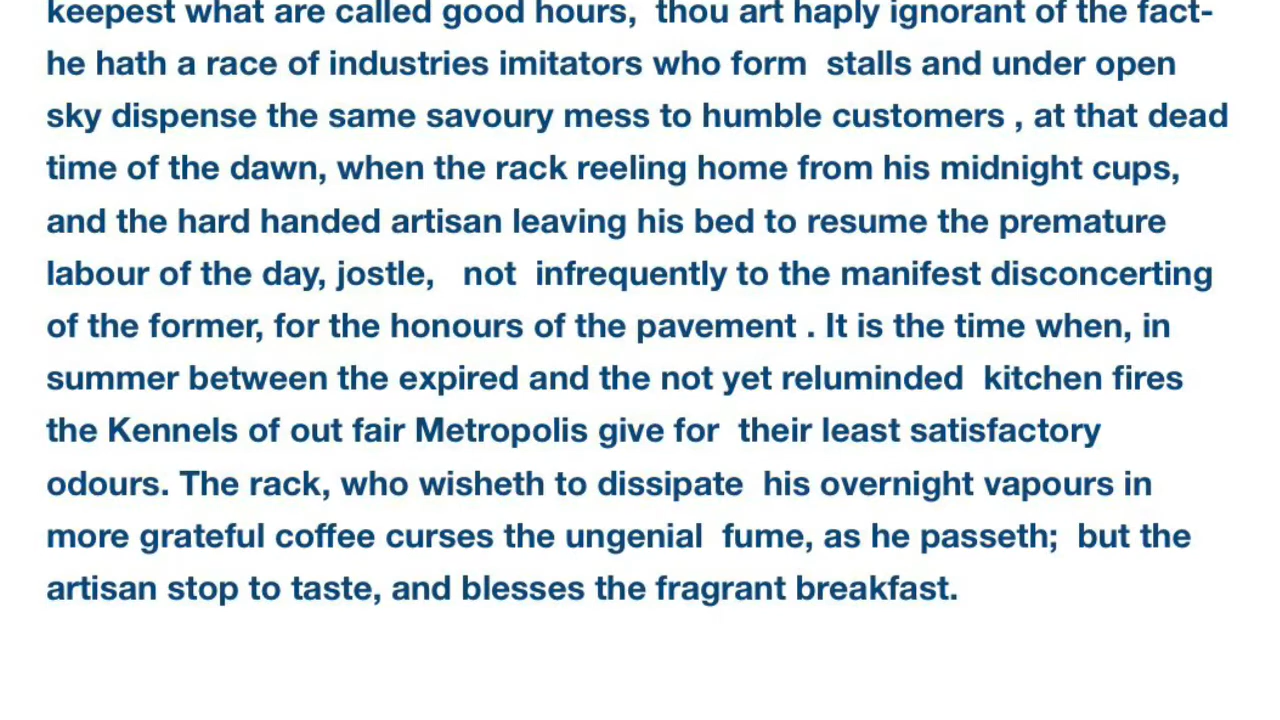 keepest what are called good hours, thou art haply ignorant of the fact-
he hath a race of industries imitators who form stalls and under open
sky dispense the same savoury mess to humble customers , at that dead
time of the dawn, when the rack reeling home from his midnight cups,
and the hard handed artisan leaving his bed to resume the premature
labour of the day, jostle, not infrequently to the manifest disconcerting
of the former, for the honours of the pavement . It is the time when, in
summer between the expired and the not yet reluminded kitchen fires
the Kennels of out fair Metropolis give for their least satisfactory
odours. The rack, who wisheth to dissipate his overnight vapours in
more grateful coffee curses the ungenial fume, as he passeth; but the
artisan stop to taste, and blesses the fragrant breakfast.